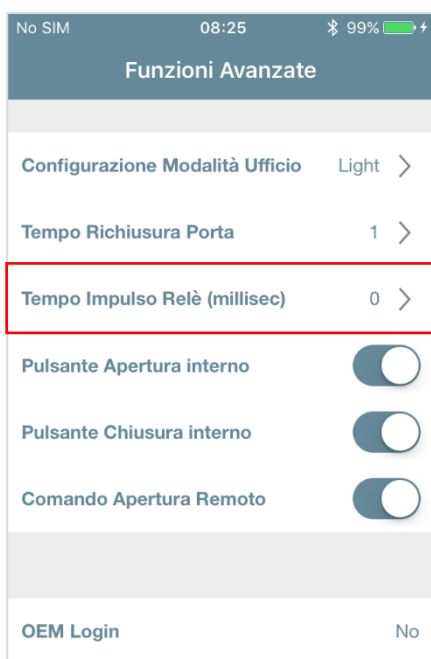 No SIM 08:25 99%
Funzioni Avanzate
Configurazione Modalità Ufficio Light
Tempo Richiusura Porta 1
Tempo Impulso Relè (millisec) 0
Pulsante Apertura interno
Pulsante Chiusura interno
Comando Apertura Remoto
OEM Login No